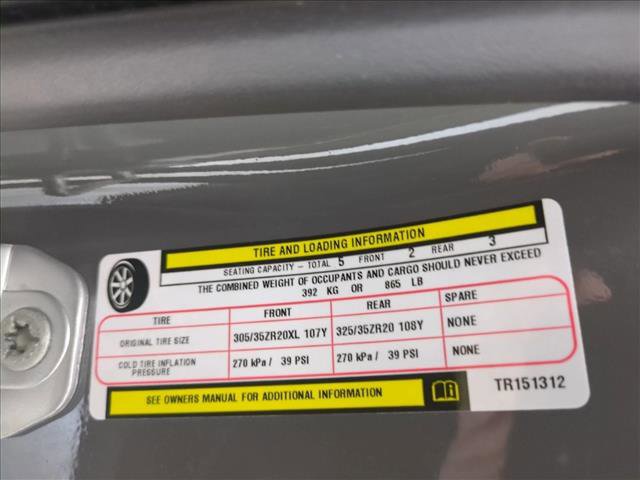 TIRE AND LOADING INFORMATION
SEATING CAPACITY - TOTAL 5 FRONT 2 REAR 3
THE COMBINED WEIGHT OF OCCUPANTS AND CARGO SHOULD NEVER EXCEED
392 KG OR 865 LB
TIRE FRONT REAR SPARE
ORIGINAL TIRE SIZE 305/35ZR20XL 107Y 325/35ZR20 108Y NONE
COLD TIRE INFLATION PRESSURE 270 kPa / 39 PSI 270 kPa / 39 PSI NONE
SEE OWNERS MANUAL FOR ADDITIONAL INFORMATION TR151312